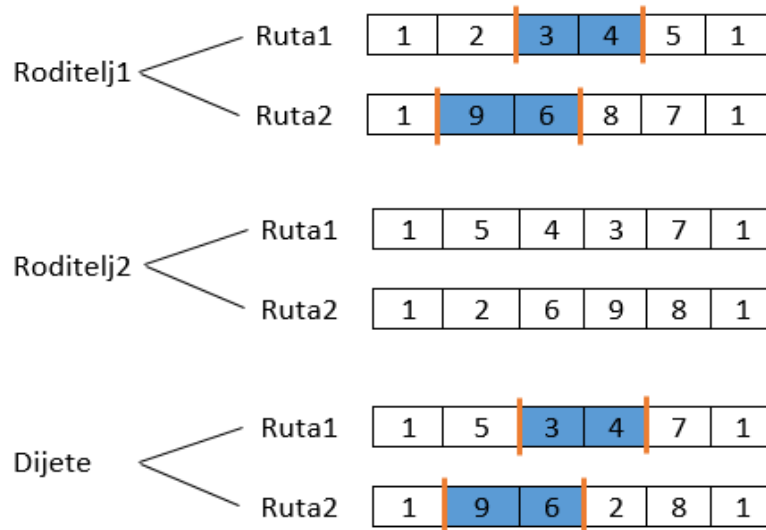 Roditelj1
Ruta1 1 2 3 4 5 1
Ruta2 1 9 6 8 7 1
Roditelj2
Ruta1 1 5 4 3 7 1
Ruta2 1 2 6 9 8 1
Dijete
Ruta1 1 5 3 4 7 1
Ruta2 1 9 6 2 8 1